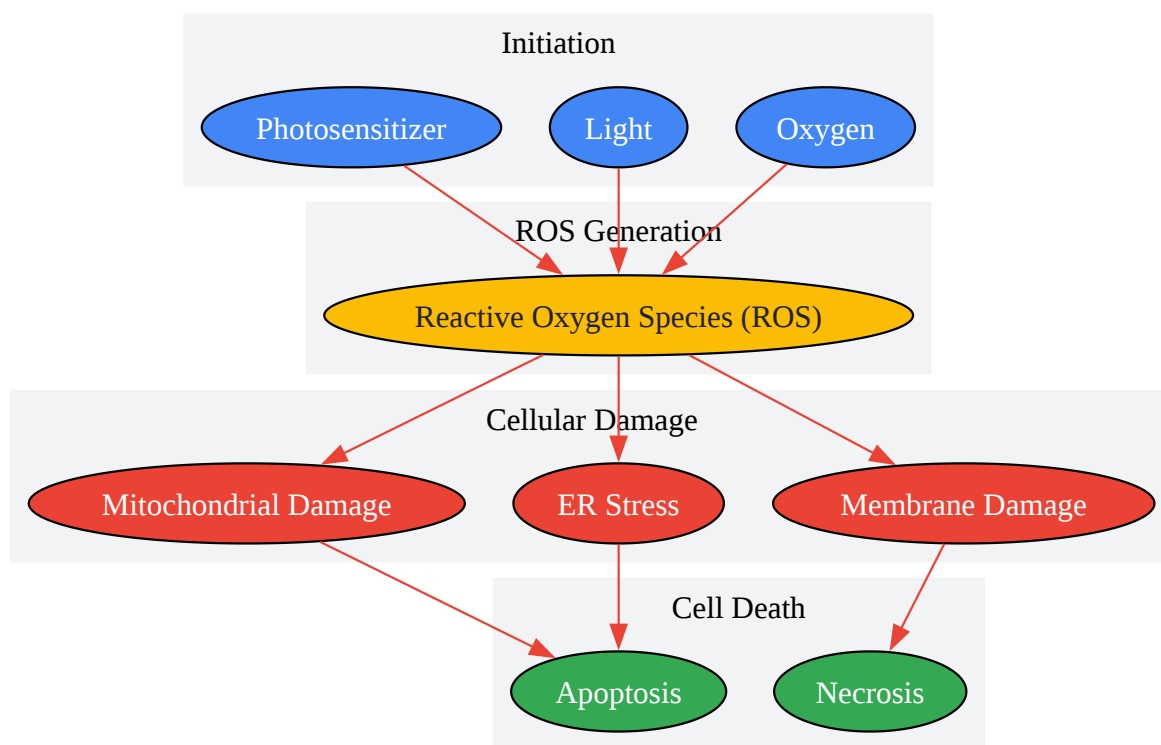 Initiation
Photosensitizer
Light
Oxygen
ROS Generation
Reactive Oxygen Species (ROS)
Cellular Damage
Mitochondrial Damage
ER Stress
Membrane Damage
Cell Death
Apoptosis
Necrosis